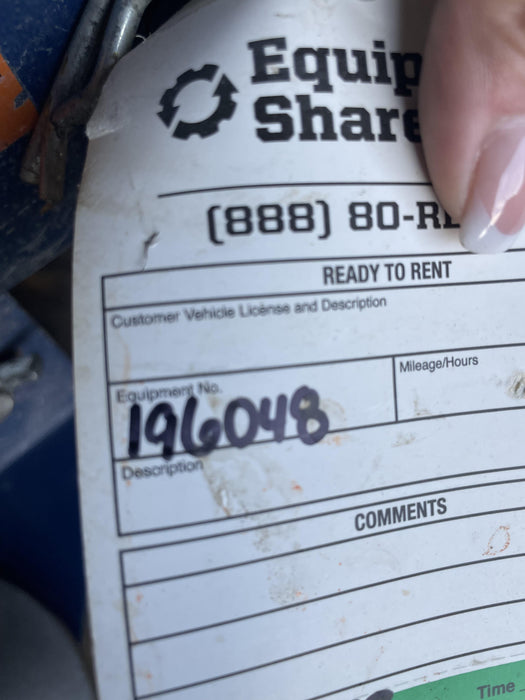 Equip
Share
(888) 80-RE
READY TO RENT
Customer Vehicle License and Description
Equipment No.
Mileage/Hours
196048
Description
COMMENTS
Time